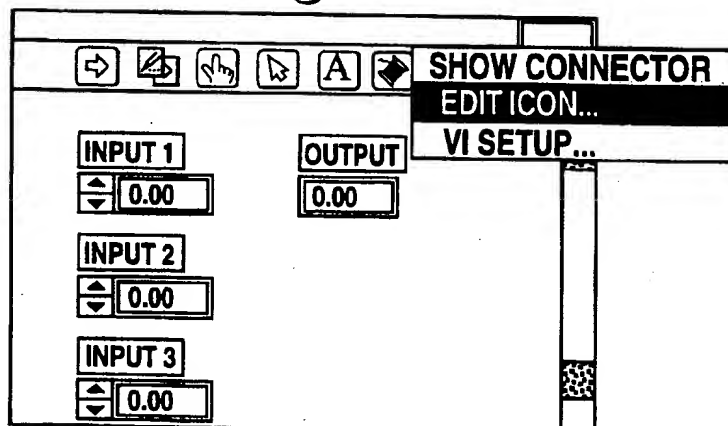 A
SHOW CONNECTOR
EDIT ICON...
VI SETUP...
INPUT 1
OUTPUT
0.00
0.00
INPUT 2
0.00
INPUT 3
0.00